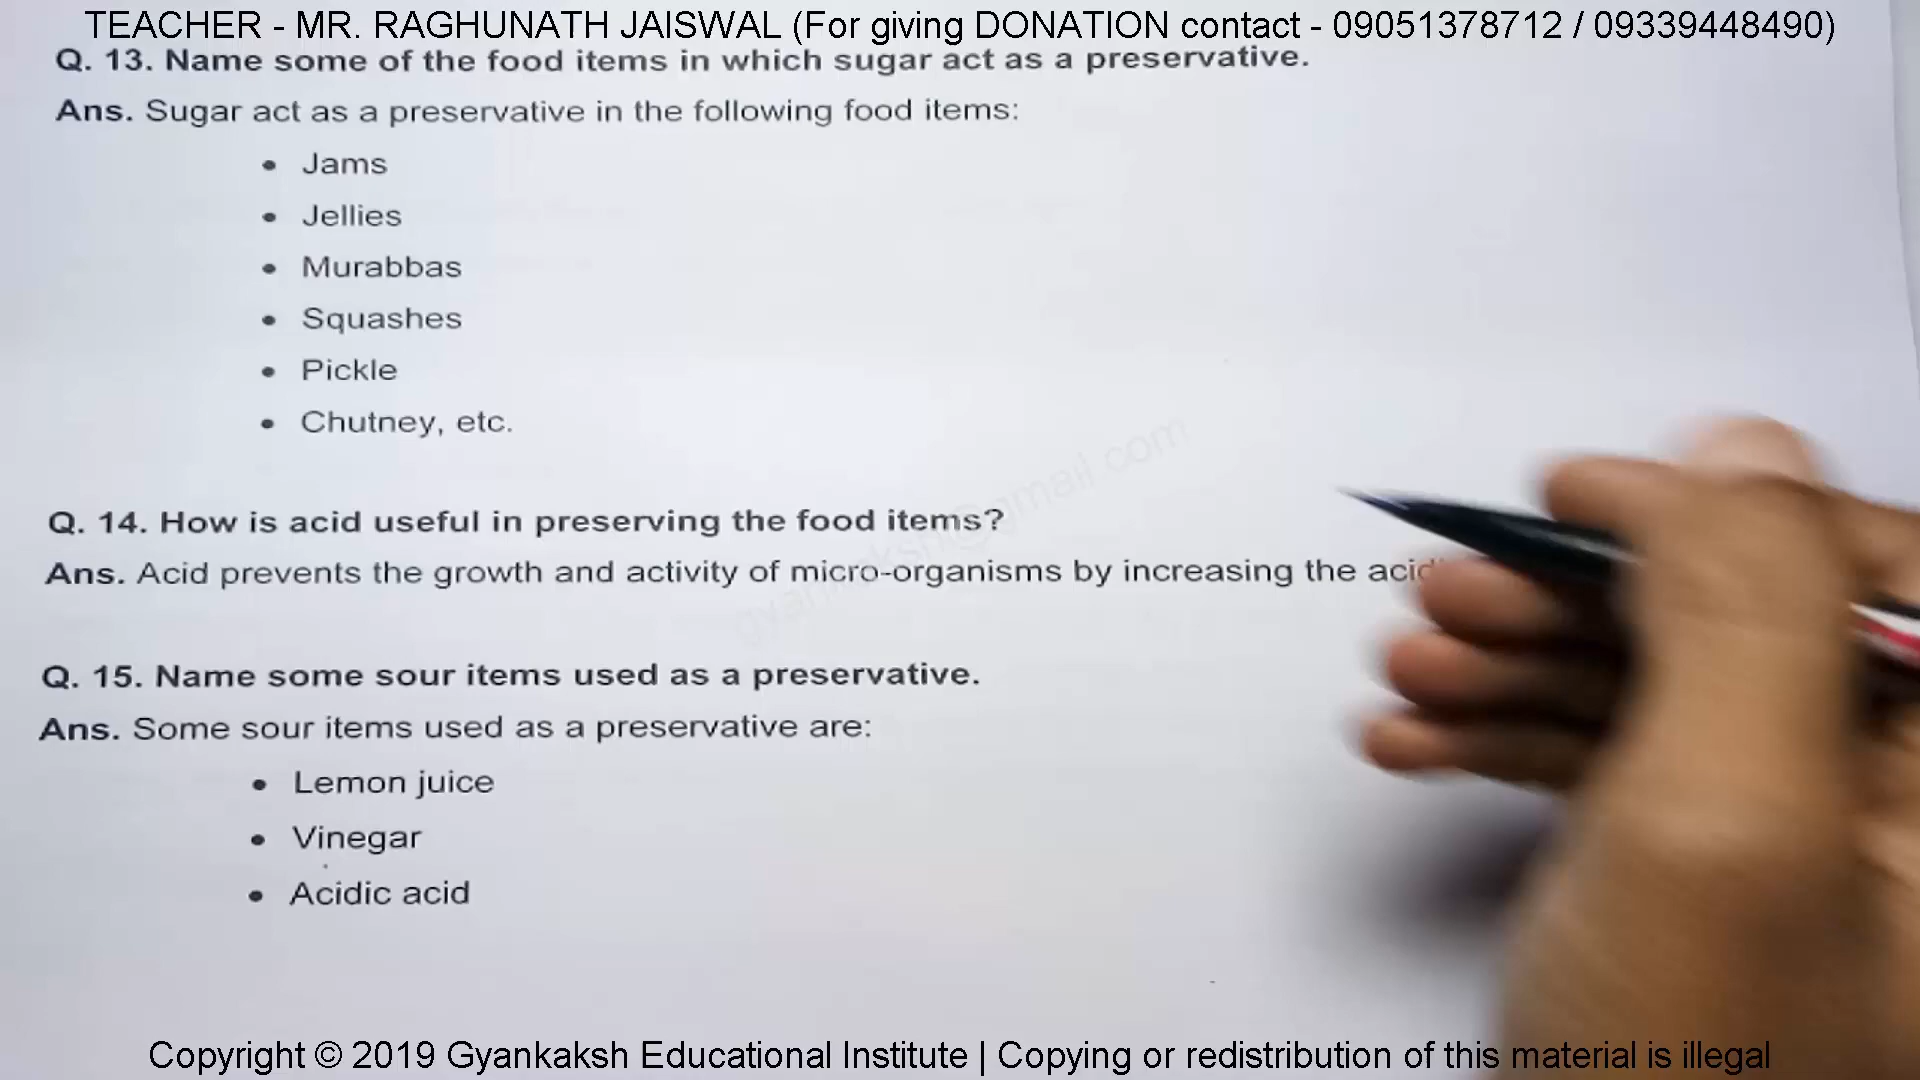 TEACHER - MR. RAGHUNATH JAISWAL (For giving DONATION contact - 09051378712 / 09339448490)
Q. 13. Name some of the food items in which sugar act as a preservative.
Ans. Sugar act as a preservative in the following food items:
• Jams
• Jellies
• Murabbas
• Squashes
• Pickle
• Chutney, etc.
Q. 14. How is acid useful in preserving the food items?
Ans. Acid prevents the growth and activity of micro-organisms by increasing the
gyankaksh@gmail.com
Q. 15. Name some sour items used as a preservative.
Ans. Some sour items used as a preservative are:
• Lemon juice
• Vinegar
• Acidic acid
Copyright © 2019 Gyankaksh Educational Institute | Copying or redistribution of this material is illegal